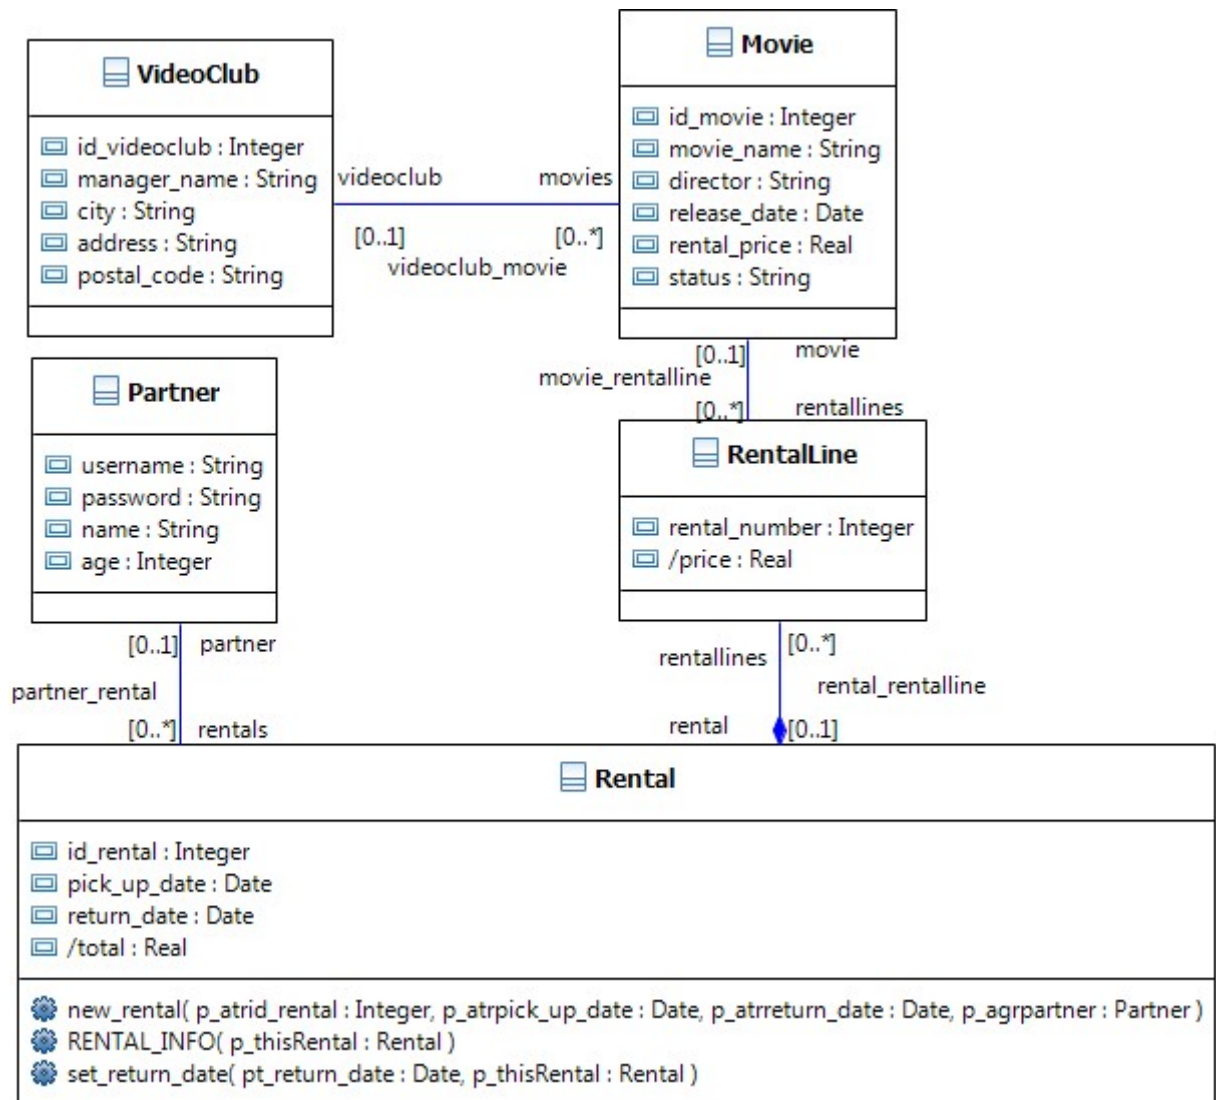 VideoClub
id_videoclub : Integer
manager_name : String
city : String
address : String
postal_code : String
videoclub
movies
[0..1]
[0..*]
videoclub_movie
Movie
id_movie : Integer
movie_name : String
director : String
release_date : Date
rental_price : Real
status : String
[0..1]
movie
movie_rentalline
[0..*]
rentallines
Partner
username : String
password : String
name : String
age : Integer
RentalLine
rental_number : Integer
/price : Real
[0..1]
partner
partner_rental
[0..*]
rentals
rentallines
[0..*]
rental_rentalline
rental
[0..1]
Rental
id_rental : Integer
pick_up_date : Date
return_date : Date
/total : Real
new_rental( p_atrid_rental : Integer, p_atrpick_up_date : Date, p_atrreturn_date : Date, p_agrpartner : Partner )
RENTAL_INFO( p_thisRental : Rental )
set_return_date( pt_return_date : Date, p_thisRental : Rental )